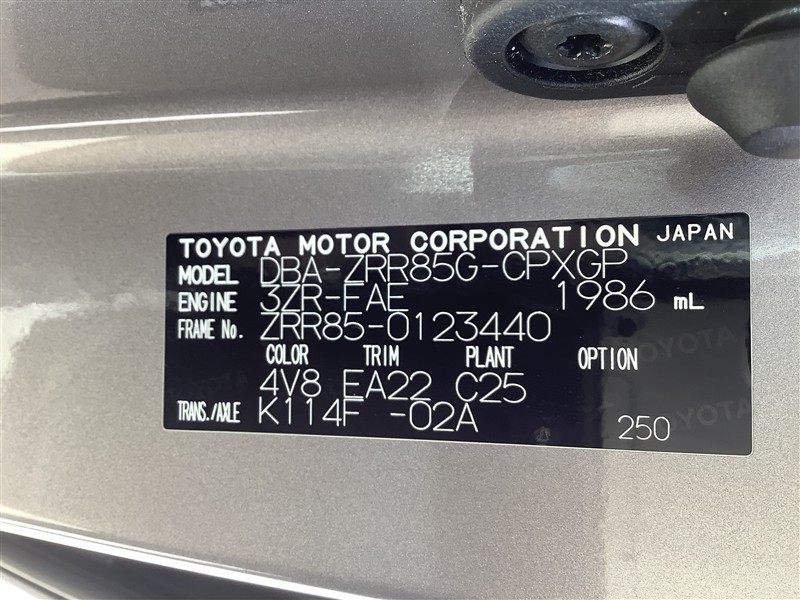 TOYOTA MOTOR CORPORATION JAPAN
MODEL DBA-ZRR85G-CPXGP
ENGINE 3ZR-FAE 1986 mL
FRAME No. ZRR85-0123440
COLOR TRIM PLANT OPTION
4V8 EA22 C25
TRANS./AXLE K114F -02A
250